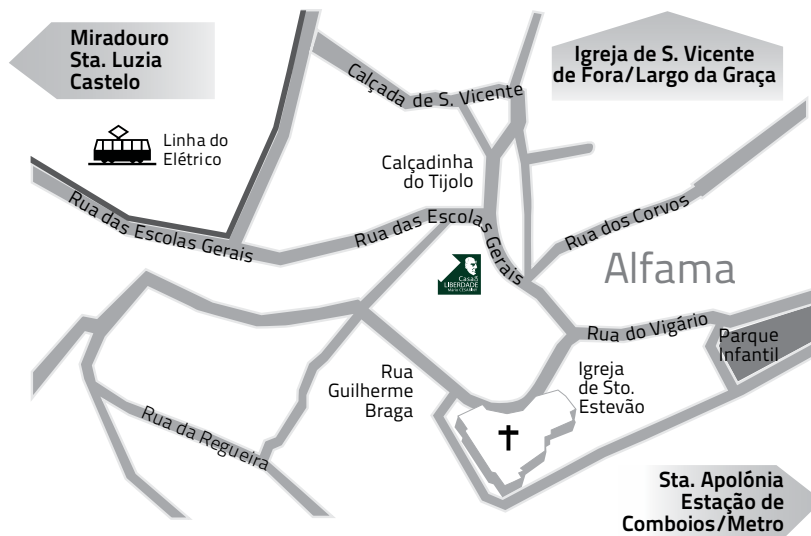 Miradouro
Sta. Luzia
Castelo
Igreja de S. Vicente
de Fora/Largo da Graça
Calçada de S. Vicente
Linha do
Elétrico
Calçadinha
do Tijolo
Rua das Escolas Gerais
Rua das Escolas Gerais
Rua dos Corvos
Alfama
LIBERDADE
Rua do Vigário
Parque
Infantil
Rua
Guilherme
Braga
Igreja
de Sto.
Estevão
Rua da Regueira
Sta. Apolónia
Estação de
Comboios/Metro